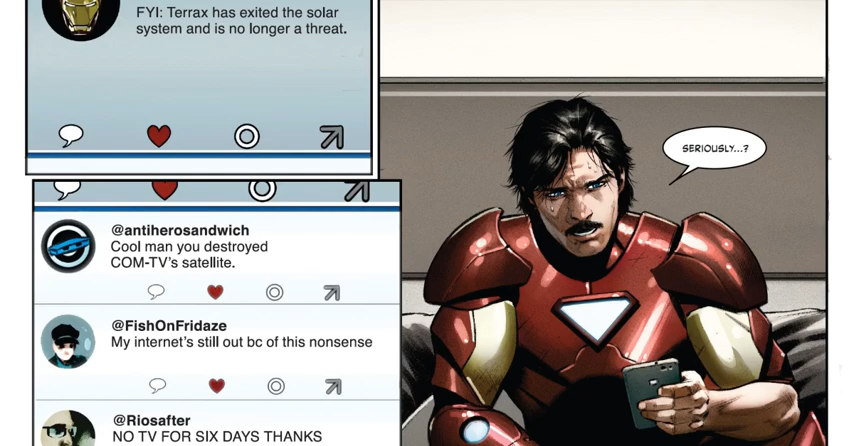 FYI: Terrax has exited the solar
system and is no longer a threat.
@antiherosandwich
Cool man you destroyed
COM-TV's satellite.
@FishOnFridaze
My internet's still out bc of this nonsense
@Riosafter
NO TV FOR SIX DAYS THANKS
SERIOUSLY...?